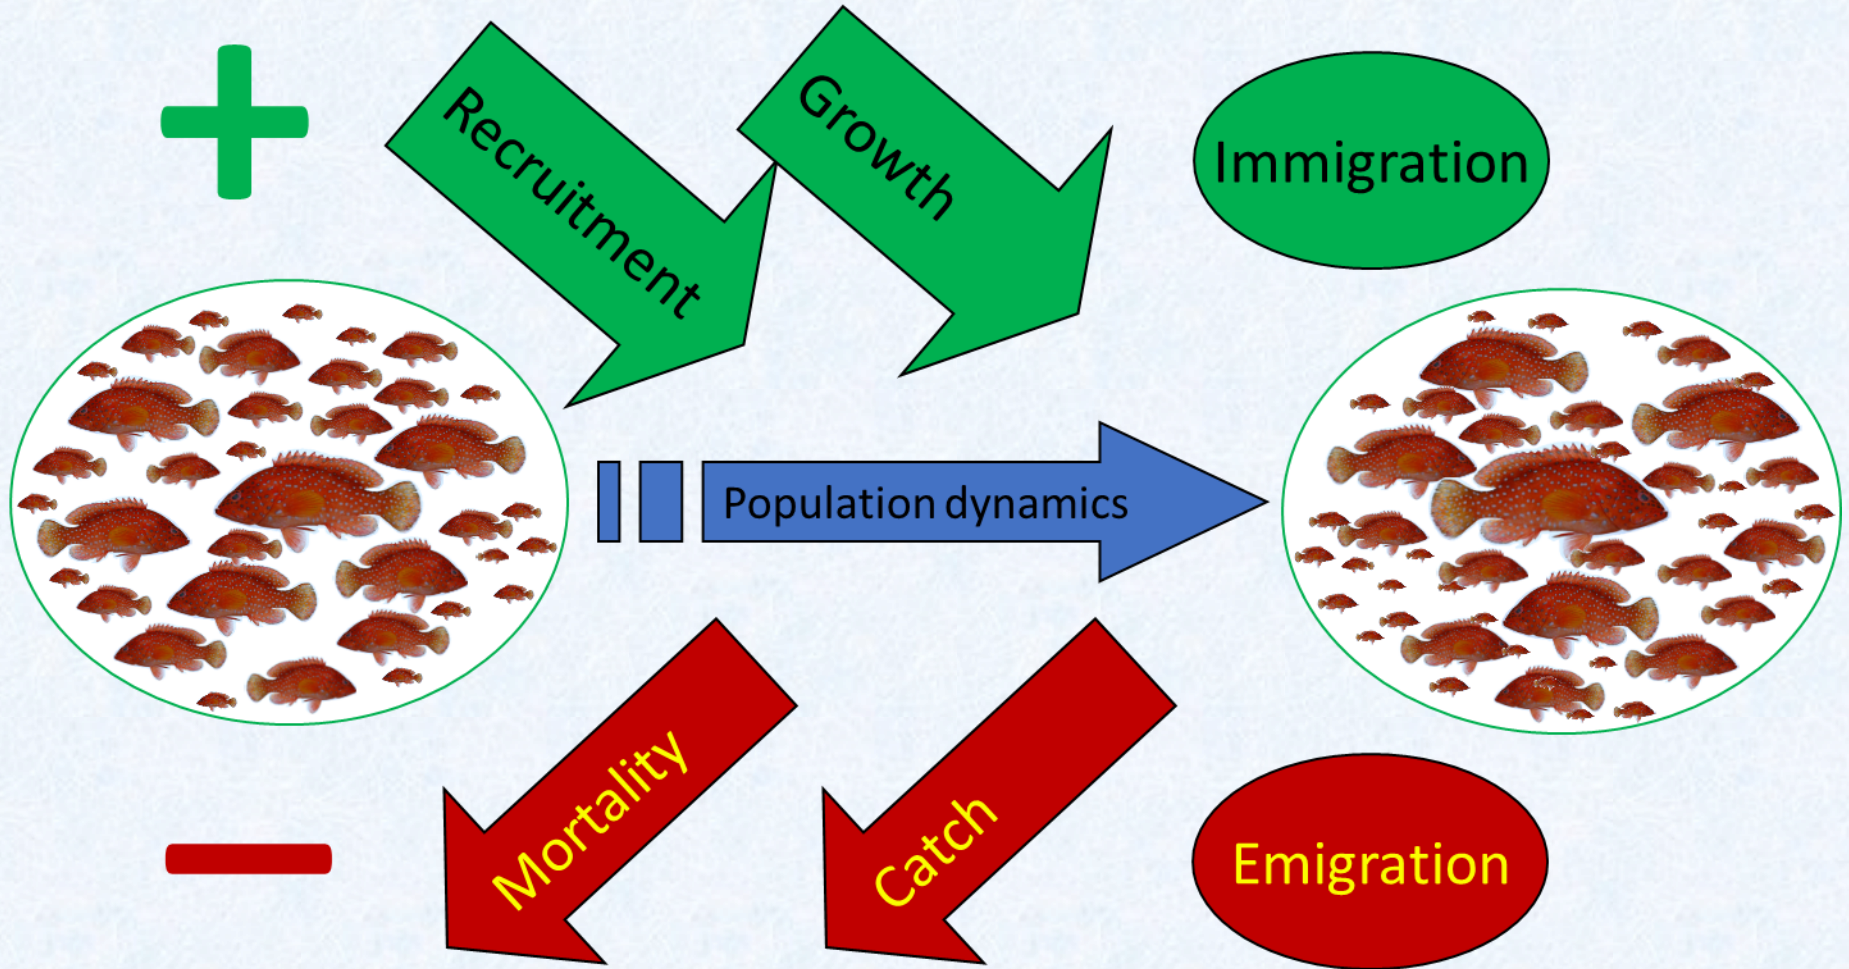 Recruitment
Growth
Immigration
Population dynamics
Mortality
Catch
Emigration